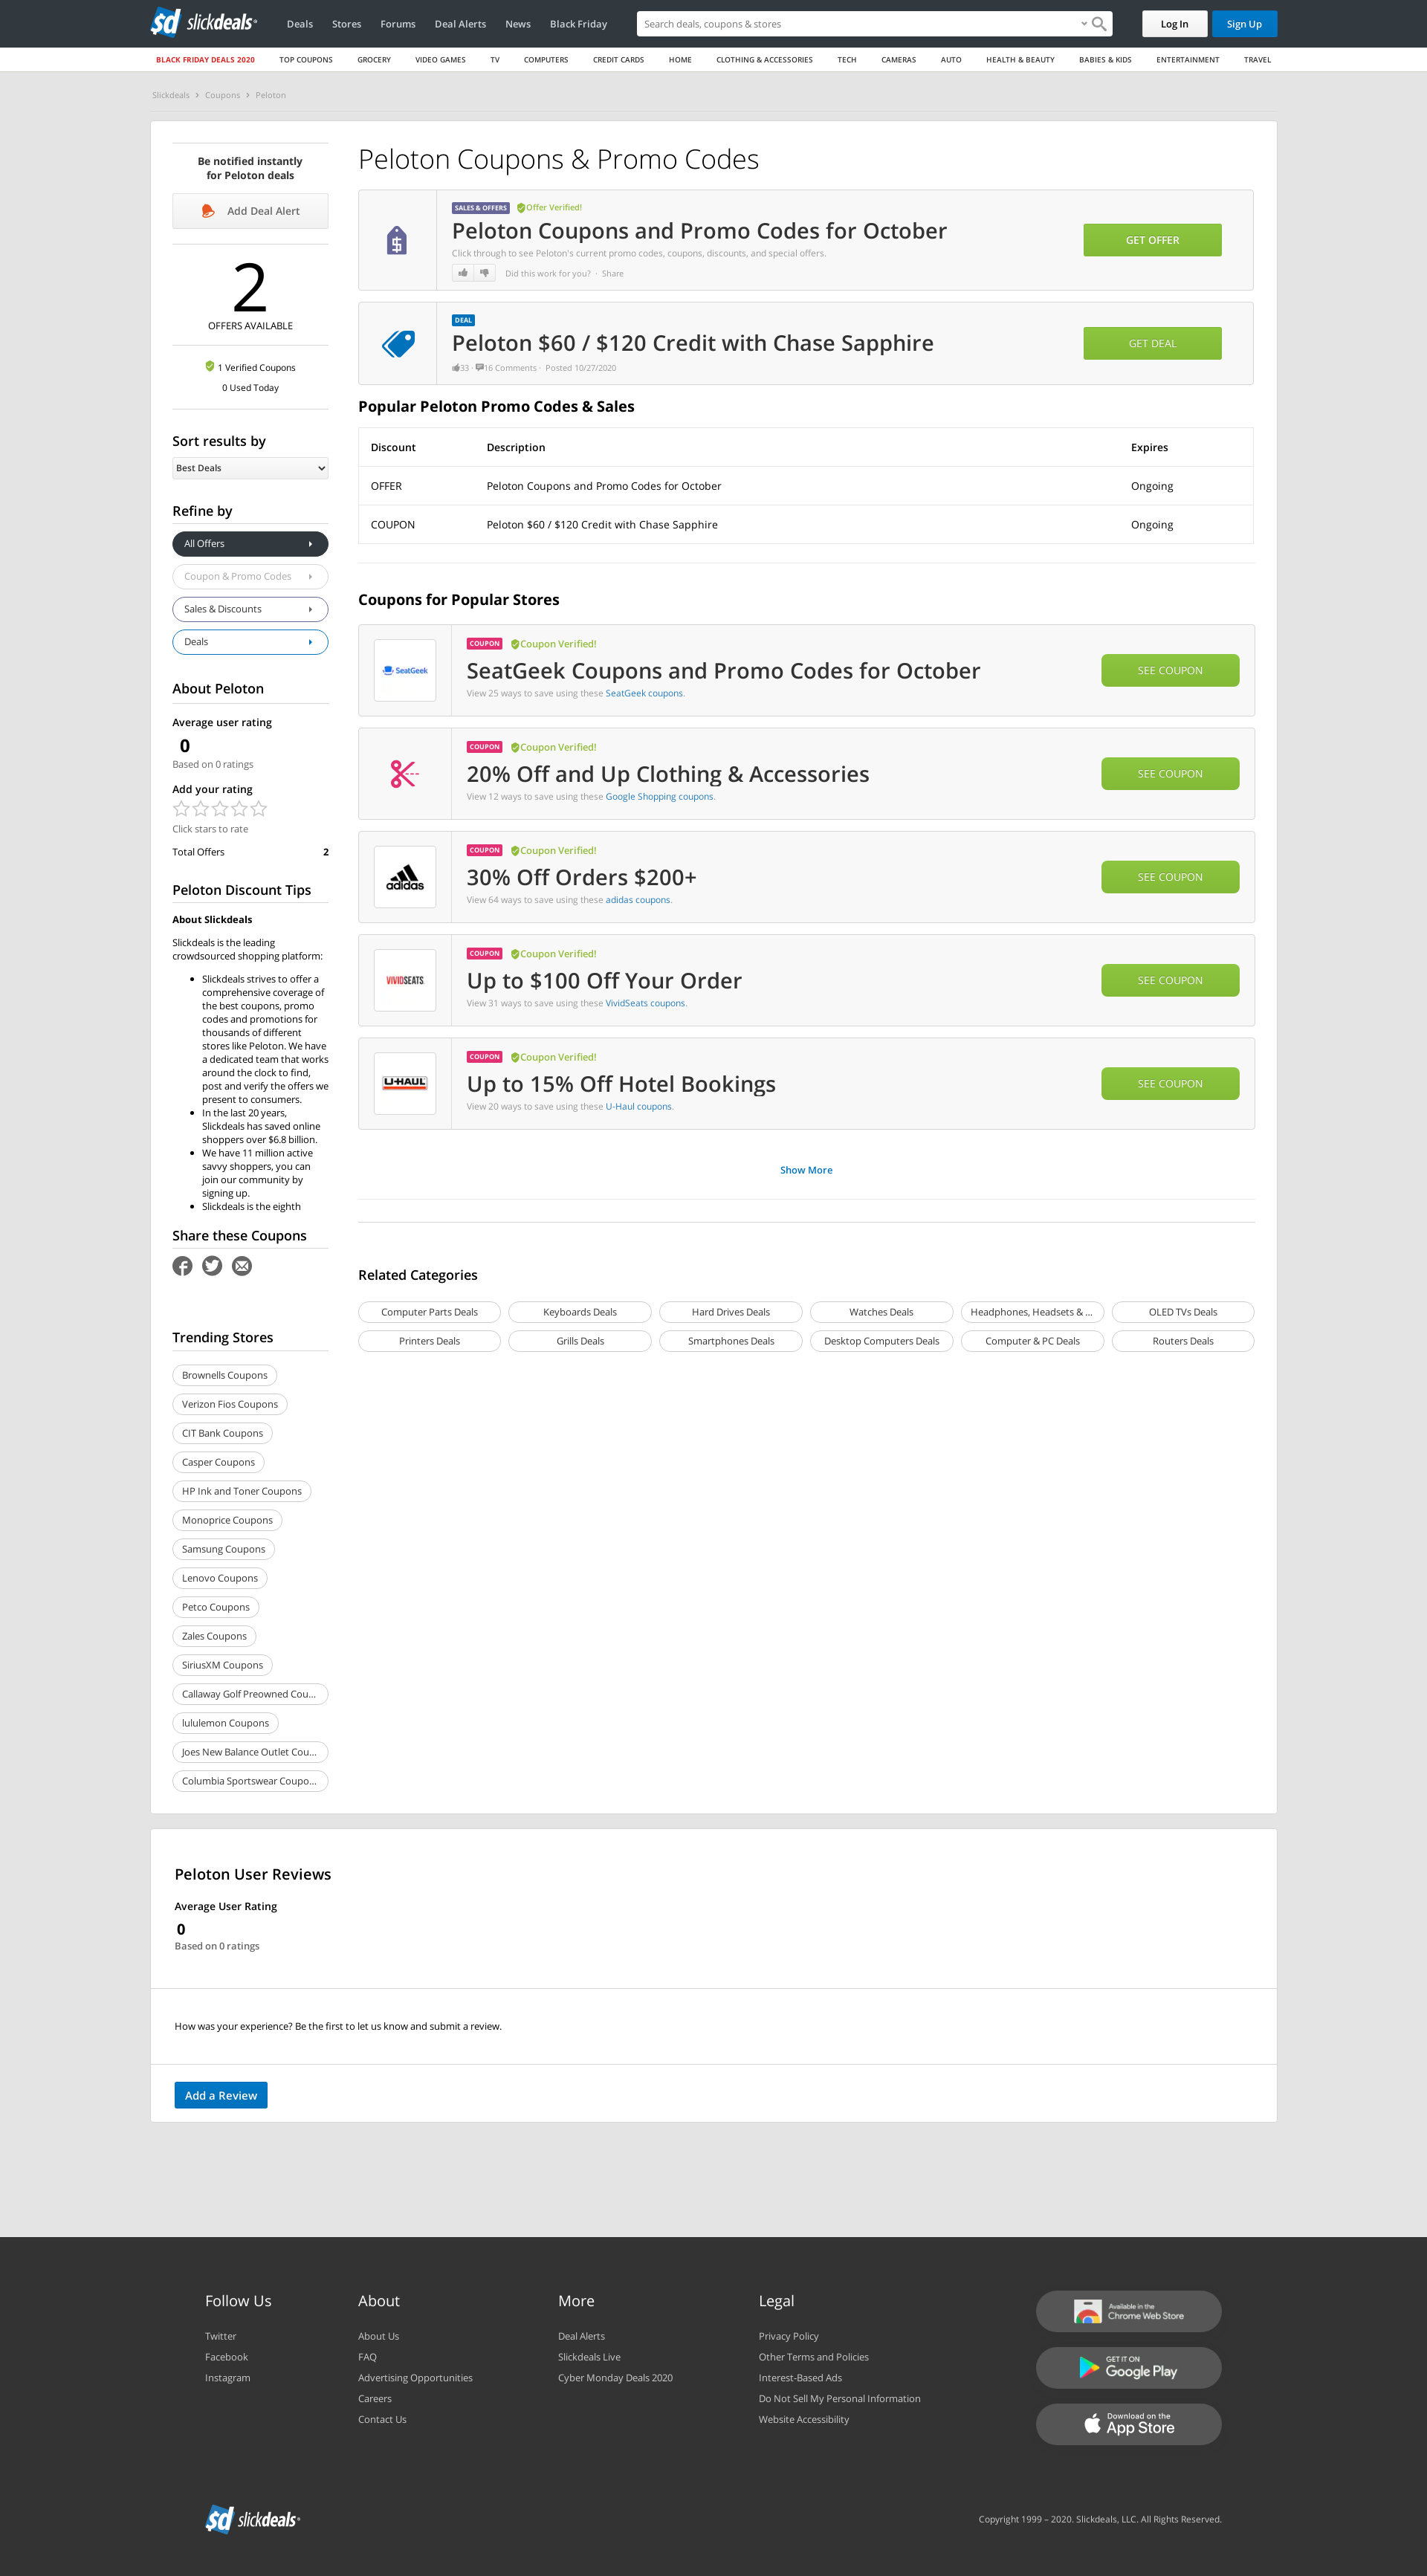 sd slickdeals®
Deals Stores Forums Deal Alerts News Black Friday
Search deals, coupons & stores
Log In Sign Up
BLACK FRIDAY DEALS 2020 TOP COUPONS GROCERY VIDEO GAMES TV COMPUTERS CREDIT CARDS HOME CLOTHING & ACCESSORIES TECH CAMERAS AUTO HEALTH & BEAUTY BABIES & KIDS ENTERTAINMENT TRAVEL
Slickdeals › Coupons › Peloton
Be notified instantly
for Peloton deals
Add Deal Alert
2
OFFERS AVAILABLE
1 Verified Coupons
0 Used Today
Sort results by
Best Deals
Refine by
All Offers
Coupon & Promo Codes
Sales & Discounts
Deals
About Peloton
Average user rating
0
Based on 0 ratings
Add your rating
Click stars to rate
Total Offers 2
Peloton Discount Tips
About Slickdeals
Slickdeals is the leading
crowdsourced shopping platform:
• Slickdeals strives to offer a
comprehensive coverage of
the best coupons, promo
codes and promotions for
thousands of different
stores like Peloton. We have
a dedicated team that works
around the clock to find,
post and verify the offers we
present to consumers.
• In the last 20 years,
Slickdeals has saved online
shoppers over $6.8 billion.
• We have 11 million active
savvy shoppers, you can
join our community by
signing up.
• Slickdeals is the eighth
Share these Coupons
Trending Stores
Brownells Coupons
Verizon Fios Coupons
CIT Bank Coupons
Casper Coupons
HP Ink and Toner Coupons
Monoprice Coupons
Samsung Coupons
Lenovo Coupons
Petco Coupons
Zales Coupons
SiriusXM Coupons
Callaway Golf Preowned Cou...
lululemon Coupons
Joes New Balance Outlet Cou...
Columbia Sportswear Coupo...
Peloton Coupons & Promo Codes
SALES & OFFERS Offer Verified!
Peloton Coupons and Promo Codes for October
Click through to see Peloton's current promo codes, coupons, discounts, and special offers.
Did this work for you? · Share
GET OFFER
DEAL
Peloton $60 / $120 Credit with Chase Sapphire
33 · 16 Comments · Posted 10/27/2020
GET DEAL
Popular Peloton Promo Codes & Sales
Discount Description Expires
OFFER Peloton Coupons and Promo Codes for October Ongoing
COUPON Peloton $60 / $120 Credit with Chase Sapphire Ongoing
Coupons for Popular Stores
SeatGeek
COUPON Coupon Verified!
SeatGeek Coupons and Promo Codes for October
View 25 ways to save using these SeatGeek coupons.
SEE COUPON
COUPON Coupon Verified!
20% Off and Up Clothing & Accessories
View 12 ways to save using these Google Shopping coupons.
SEE COUPON
adidas
COUPON Coupon Verified!
30% Off Orders $200+
View 64 ways to save using these adidas coupons.
SEE COUPON
VIVIDSEATS
COUPON Coupon Verified!
Up to $100 Off Your Order
View 31 ways to save using these VividSeats coupons.
SEE COUPON
U-HAUL
COUPON Coupon Verified!
Up to 15% Off Hotel Bookings
View 20 ways to save using these U-Haul coupons.
SEE COUPON
Show More
Related Categories
Computer Parts Deals Keyboards Deals Hard Drives Deals Watches Deals Headphones, Headsets & ... OLED TVs Deals
Printers Deals Grills Deals Smartphones Deals Desktop Computers Deals Computer & PC Deals Routers Deals
Peloton User Reviews
Average User Rating
0
Based on 0 ratings
How was your experience? Be the first to let us know and submit a review.
Add a Review
Follow Us
Twitter
Facebook
Instagram
About
About Us
FAQ
Advertising Opportunities
Careers
Contact Us
More
Deal Alerts
Slickdeals Live
Cyber Monday Deals 2020
Legal
Privacy Policy
Other Terms and Policies
Interest-Based Ads
Do Not Sell My Personal Information
Website Accessibility
Available in the
Chrome Web Store
GET IT ON
Google Play
Download on the
App Store
sd slickdeals®
Copyright 1999 – 2020. Slickdeals, LLC. All Rights Reserved.